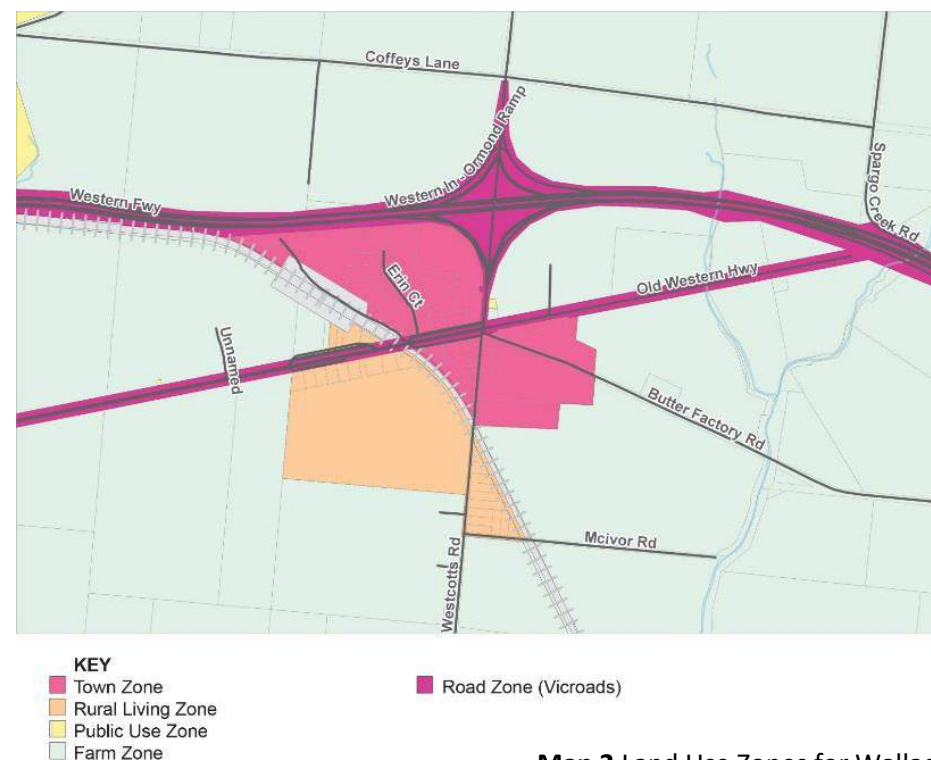 Coffeys Lane
Western In - Ormond Ramp
Spargo Creek Rd
Western Fwy
Erin Ct
Old Western Hwy
Unnamed
Butter Factory Rd
Mcivor Rd
Westcotts Rd
KEY
Town Zone
Rural Living Zone
Public Use Zone
Farm Zone
Road Zone (Vicroads)
Map 2 Land Use Zones for